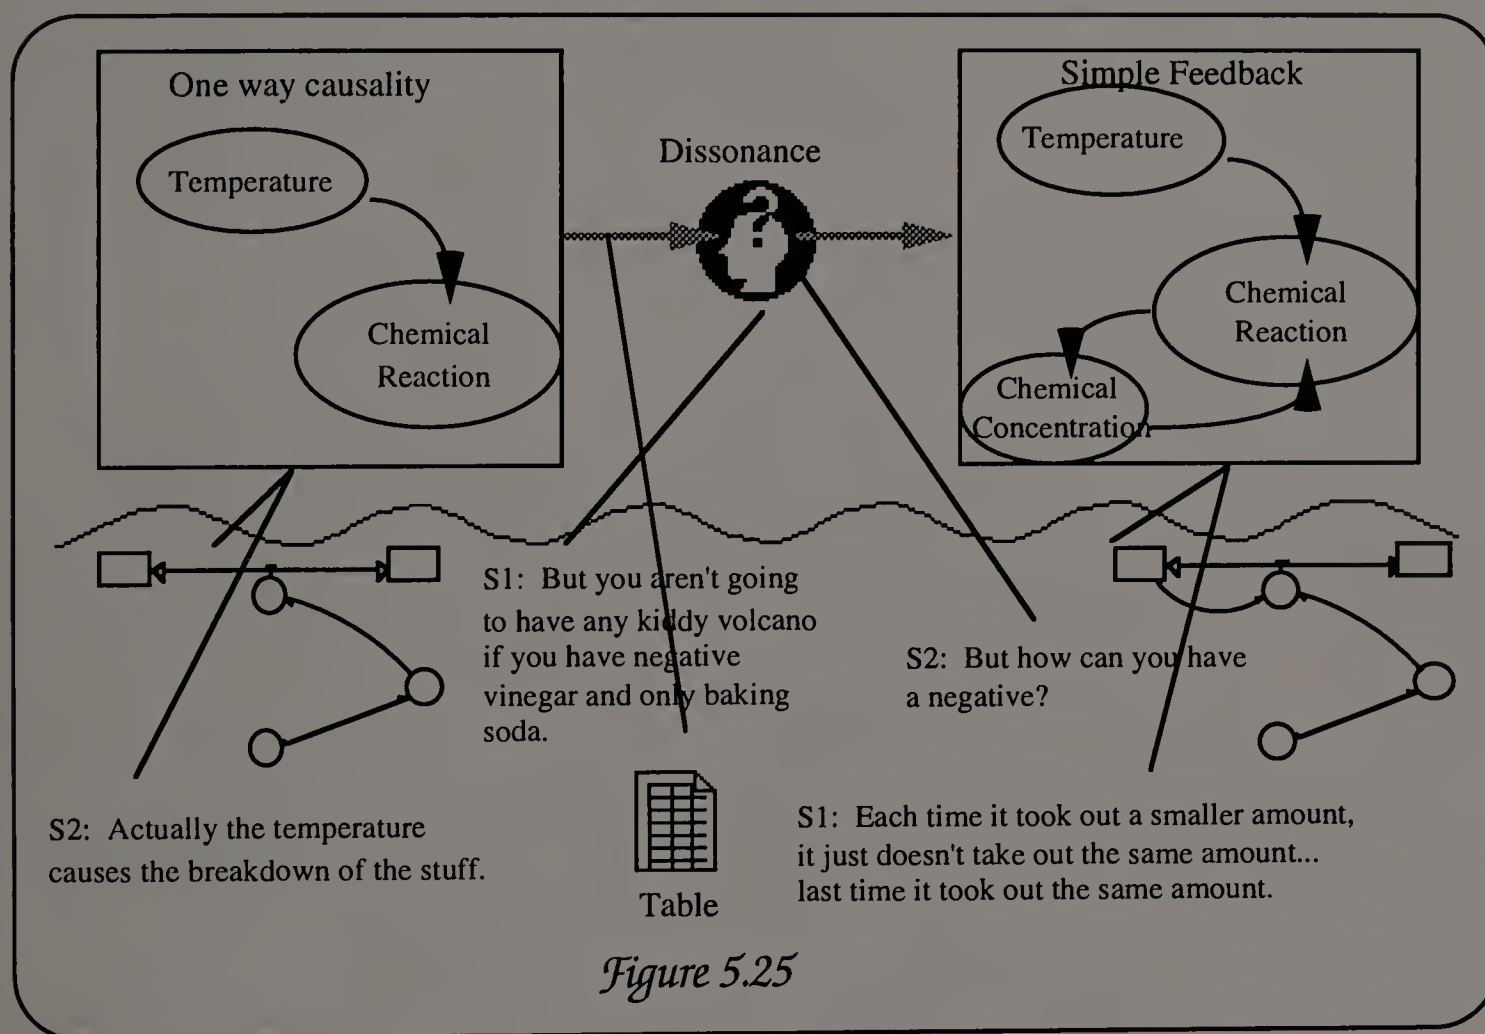 One way causality
Temperature
Chemical
Reaction
Dissonance
?
Simple Feedback
Temperature
Chemical
Reaction
Chemical
Concentration
S1: But you aren't going
to have any kiddy volcano
if you have negative
vinegar and only baking
soda.
S2: But how can you have
a negative?
S2: Actually the temperature
causes the breakdown of the stuff.
Table
S1: Each time it took out a smaller amount,
it just doesn't take out the same amount...
last time it took out the same amount.
Figure 5.25